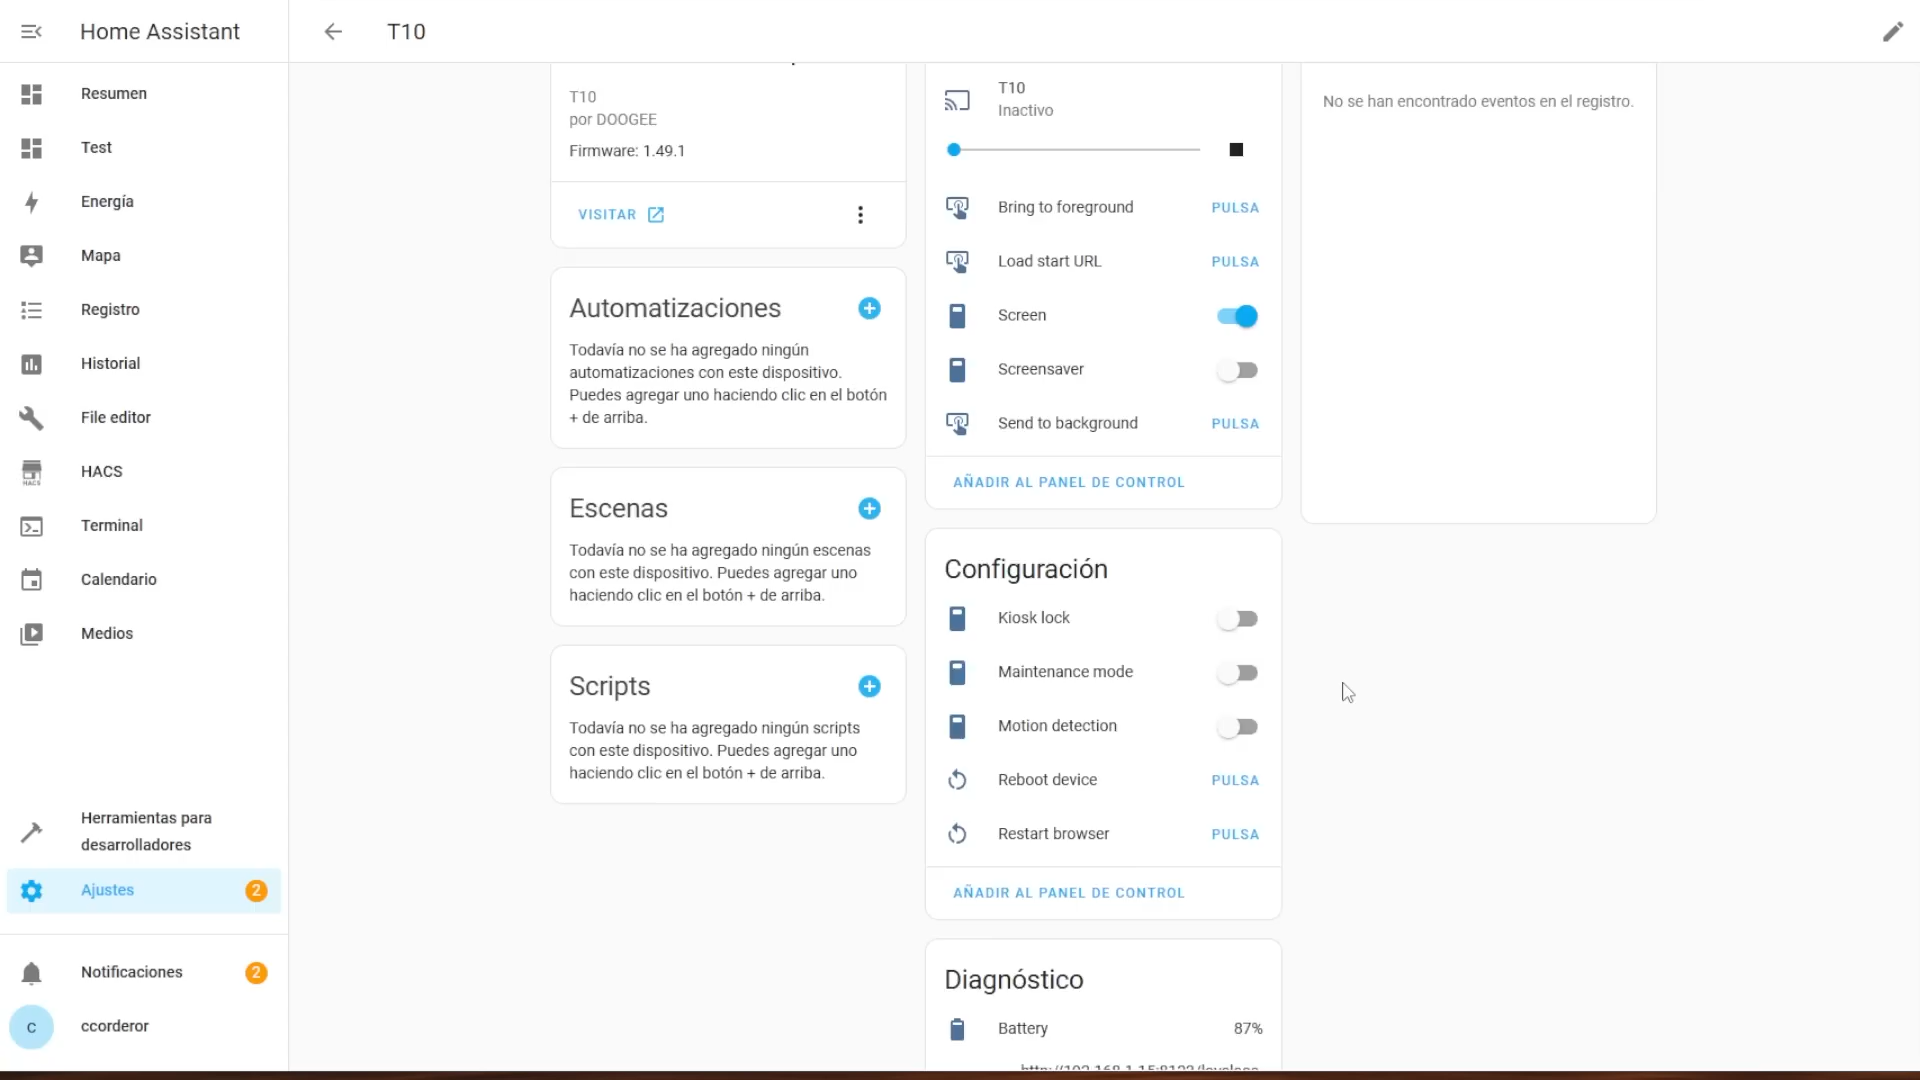 Home Assistant
T10
Resumen
Test
Energía
Mapa
Registro
Historial
File editor
HACS
HACS
Terminal
Calendario
Medios
Herramientas para
desarrolladores
Ajustes
2
Notificaciones
2
C
ccorderor
T10
por DOOGEE
Firmware: 1.49.1
VISITAR
Automatizaciones
Todavía no se ha agregado ningún
automatizaciones con este dispositivo.
Puedes agregar uno haciendo clic en el botón
+ de arriba.
Escenas
Todavía no se ha agregado ningún escenas
con este dispositivo. Puedes agregar uno
haciendo clic en el botón + de arriba.
Scripts
Todavía no se ha agregado ningún scripts
con este dispositivo. Puedes agregar uno
haciendo clic en el botón + de arriba.
T10
Inactivo
Bring to foreground PULSA
Load start URL PULSA
Screen
Screensaver
Send to background PULSA
AÑADIR AL PANEL DE CONTROL
Configuración
Kiosk lock
Maintenance mode
Motion detection
Reboot device PULSA
Restart browser PULSA
AÑADIR AL PANEL DE CONTROL
Diagnóstico
Battery 87%
No se han encontrado eventos en el registro.